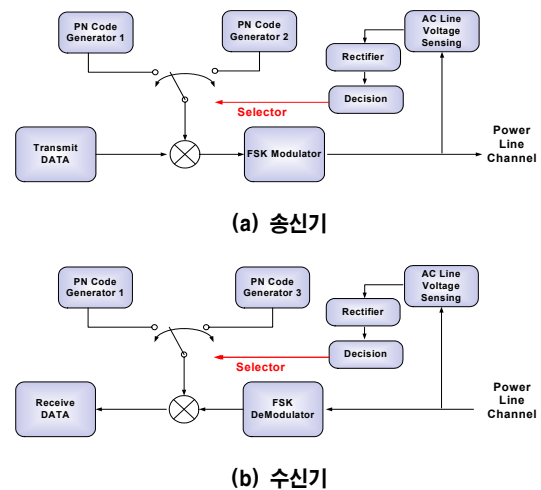 PN Code
Generator 1
PN Code
Generator 2
AC Line
Voltage
Sensing
Rectifier
Decision
Selector
Transmit
DATA
FSK Modulator
Power
Line
Channel
(a) 송신기
PN Code
Generator 1
PN Code
Generator 3
AC Line
Voltage
Sensing
Rectifier
Decision
Selector
Receive
DATA
FSK
DeModulator
Power
Line
Channel
(b) 수신기